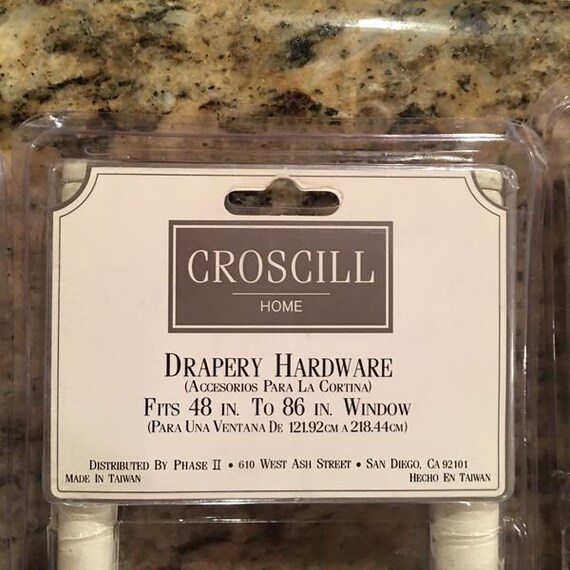 CROSCILL
HOME
DRAPERY HARDWARE
(ACCESORIOS PARA LA CORTINA)
FITS 48 IN. TO 86 IN. WINDOW
(PARA UNA VENTANA DE 121.92CM A 218.44CM)
DISTRIBUTED BY PHASE II • 610 WEST ASH STREET • SAN DIEGO, CA 92101
MADE IN TAIWAN HECHO EN TAIWAN